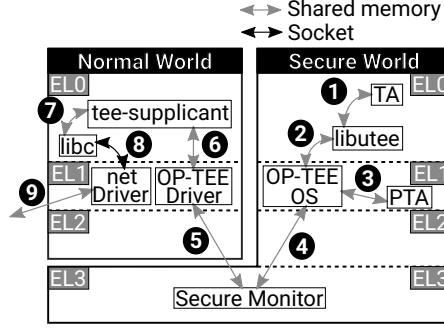 Shared memory
Socket
Normal World
Secure World
EL0
EL0
7
tee-supplicant
1
TA
libc
8
6
2
libutee
EL1
EL1
9
net
Driver
OP-TEE
Driver
OP-TEE
OS
3
PTA
EL2
EL2
5
4
EL3
EL3
Secure Monitor